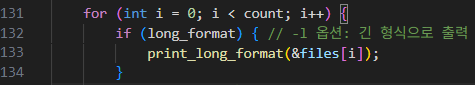 131 for (int i = 0; i < count; i++) {
132 if (long_format) { // -l 옵션: 긴 형식으로 출력
133 print_long_format(&files[i]);
134 }